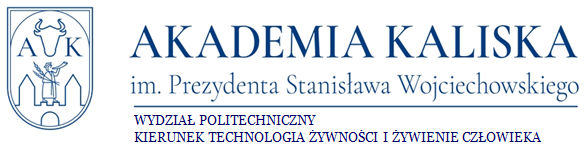 A K
AKADEMIA KALISKA
im. Prezydenta Stanisława Wojciechowskiego
WYDZIAŁ POLITECHNICZNY
KIERUNEK TECHNOLOGIA ŻYWNOŚCI I ŻYWIENIE CZŁOWIEKA